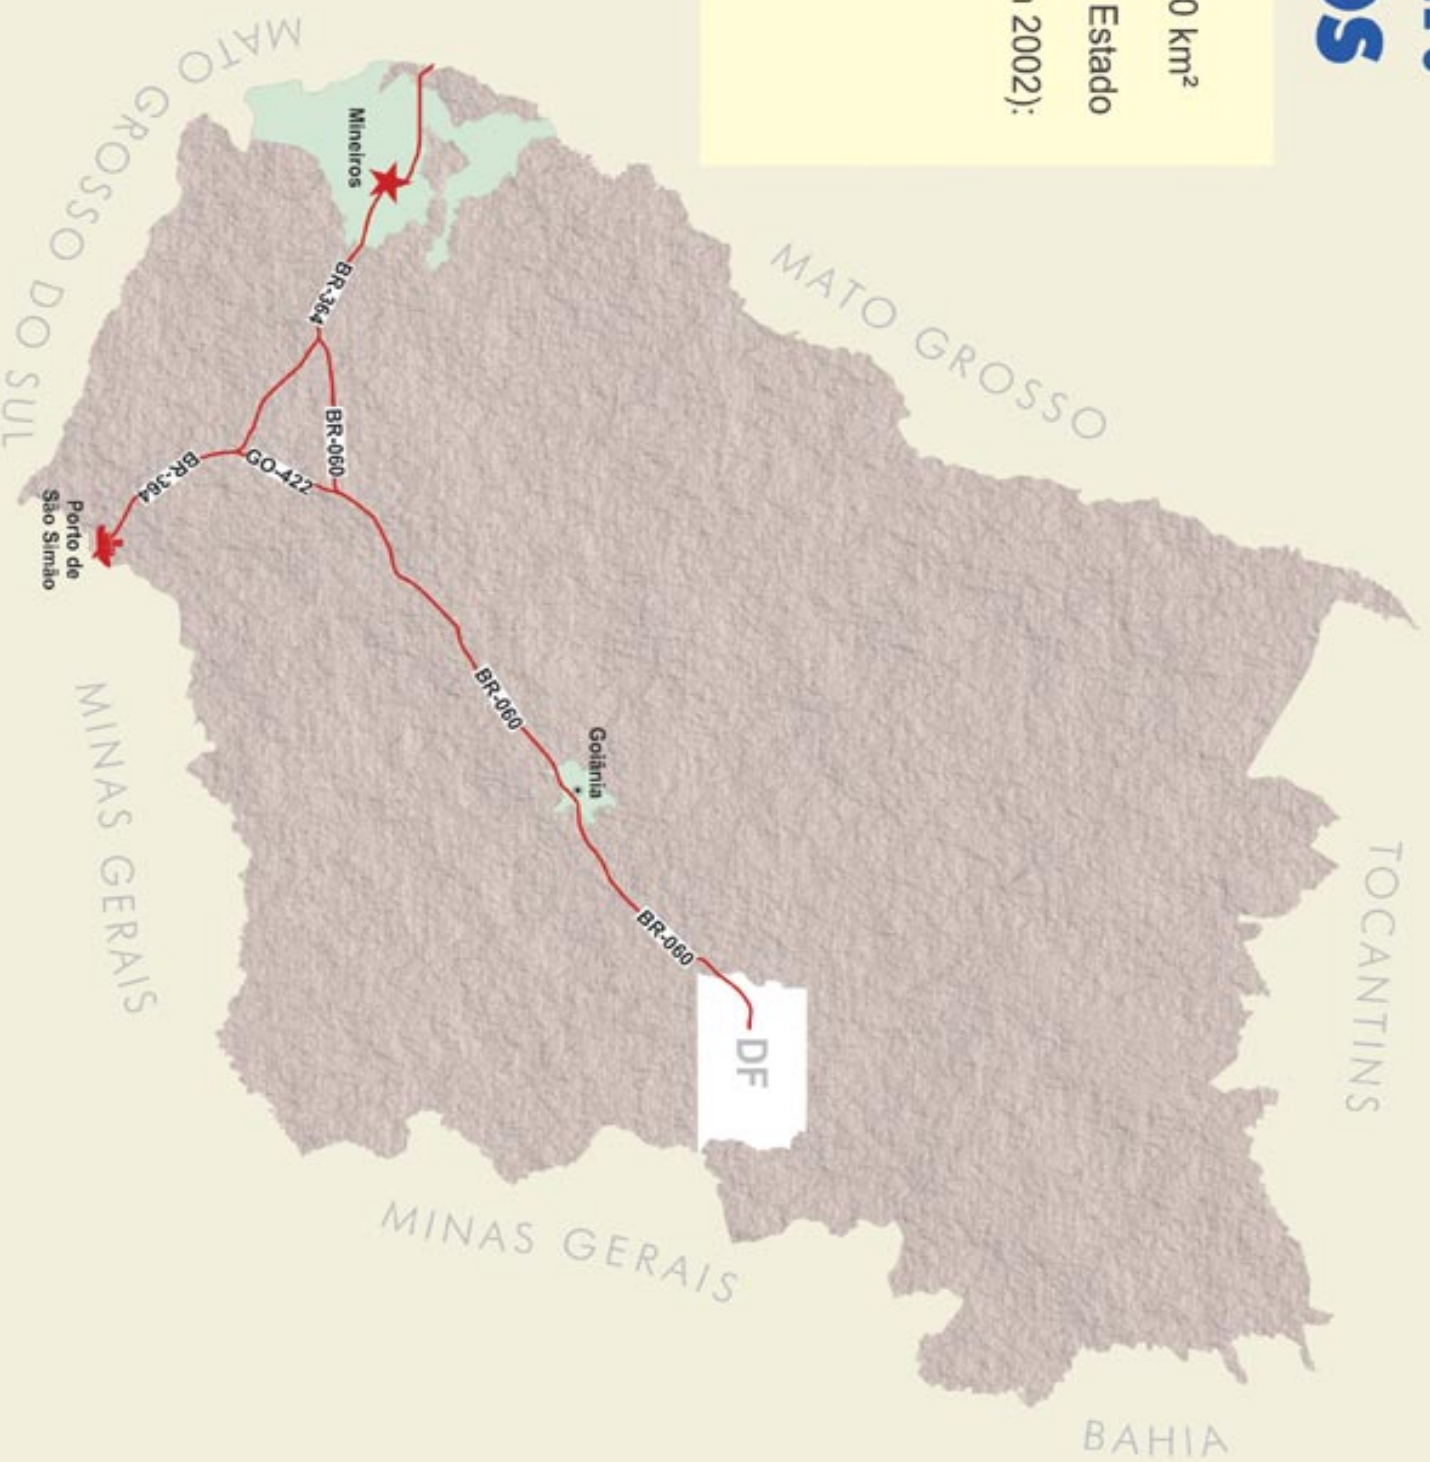 os
0 km²
Estado
2002):
TOCANTINS
BAHIA
MATO GROSSO
DF
BR-060
Goiânia
BR-060
MINAS GERAIS
Mineiros
BR-364
BR-060
GO-422
BR-364
Porto de
São Simão
MINAS GERAIS
MATO GROSSO DO SUL